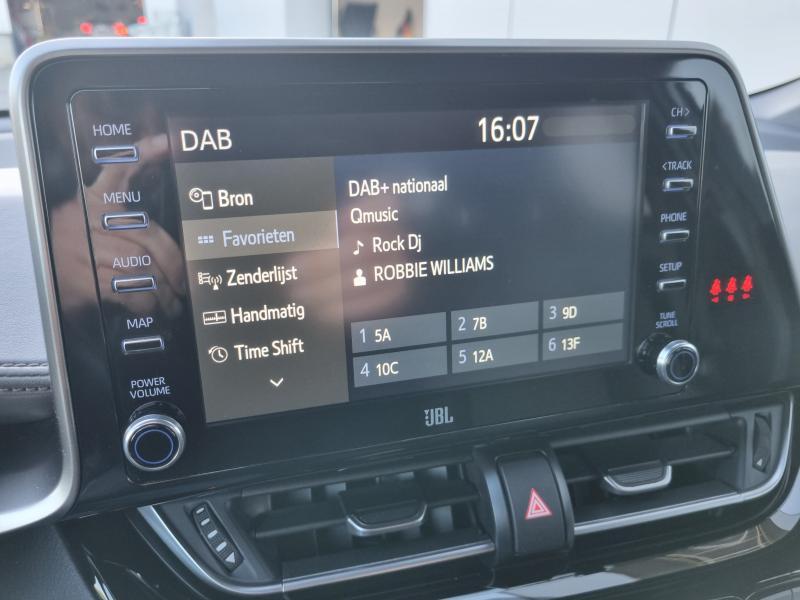 HOME
MENU
AUDIO
MAP
POWER
VOLUME
DAB
16:07
Bron
Favorieten
Zenderlijst
Handmatig
Time Shift
DAB+ nationaal
Qmusic
Rock Dj
ROBBIE WILLIAMS
1 5A
2 7B
3 9D
4 10C
5 12A
6 13F
CH >
< TRACK
PHONE
SETUP
TUNE
SCROLL
JBL